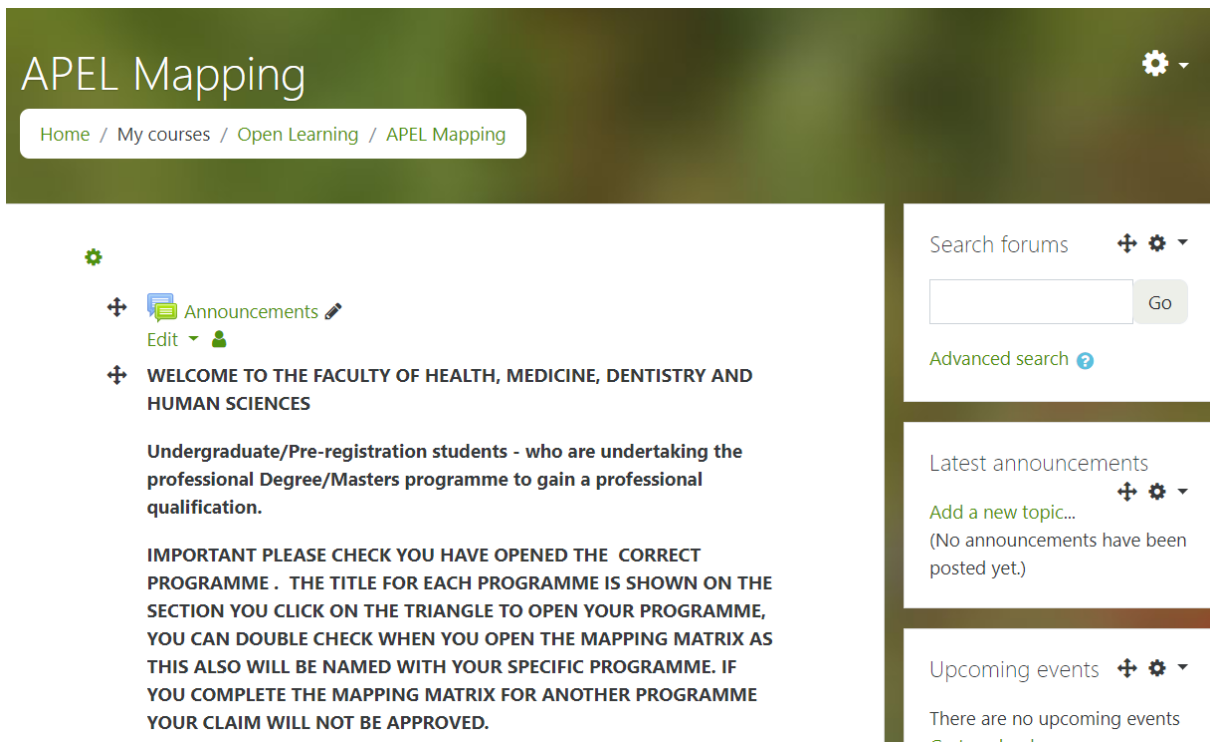 APEL Mapping
Home / My courses / Open Learning / APEL Mapping
Announcements
Edit
WELCOME TO THE FACULTY OF HEALTH, MEDICINE, DENTISTRY AND
HUMAN SCIENCES
Undergraduate/Pre-registration students - who are undertaking the
professional Degree/Masters programme to gain a professional
qualification.
IMPORTANT PLEASE CHECK YOU HAVE OPENED THE  CORRECT
PROGRAMME .  THE TITLE FOR EACH PROGRAMME IS SHOWN ON THE
SECTION YOU CLICK ON THE TRIANGLE TO OPEN YOUR PROGRAMME,
YOU CAN DOUBLE CHECK WHEN YOU OPEN THE MAPPING MATRIX AS
THIS ALSO WILL BE NAMED WITH YOUR SPECIFIC PROGRAMME. IF
YOU COMPLETE THE MAPPING MATRIX FOR ANOTHER PROGRAMME
YOUR CLAIM WILL NOT BE APPROVED.
Search forums
Go
Advanced search ?
Latest announcements
Add a new topic...
(No announcements have been
posted yet.)
Upcoming events
There are no upcoming events